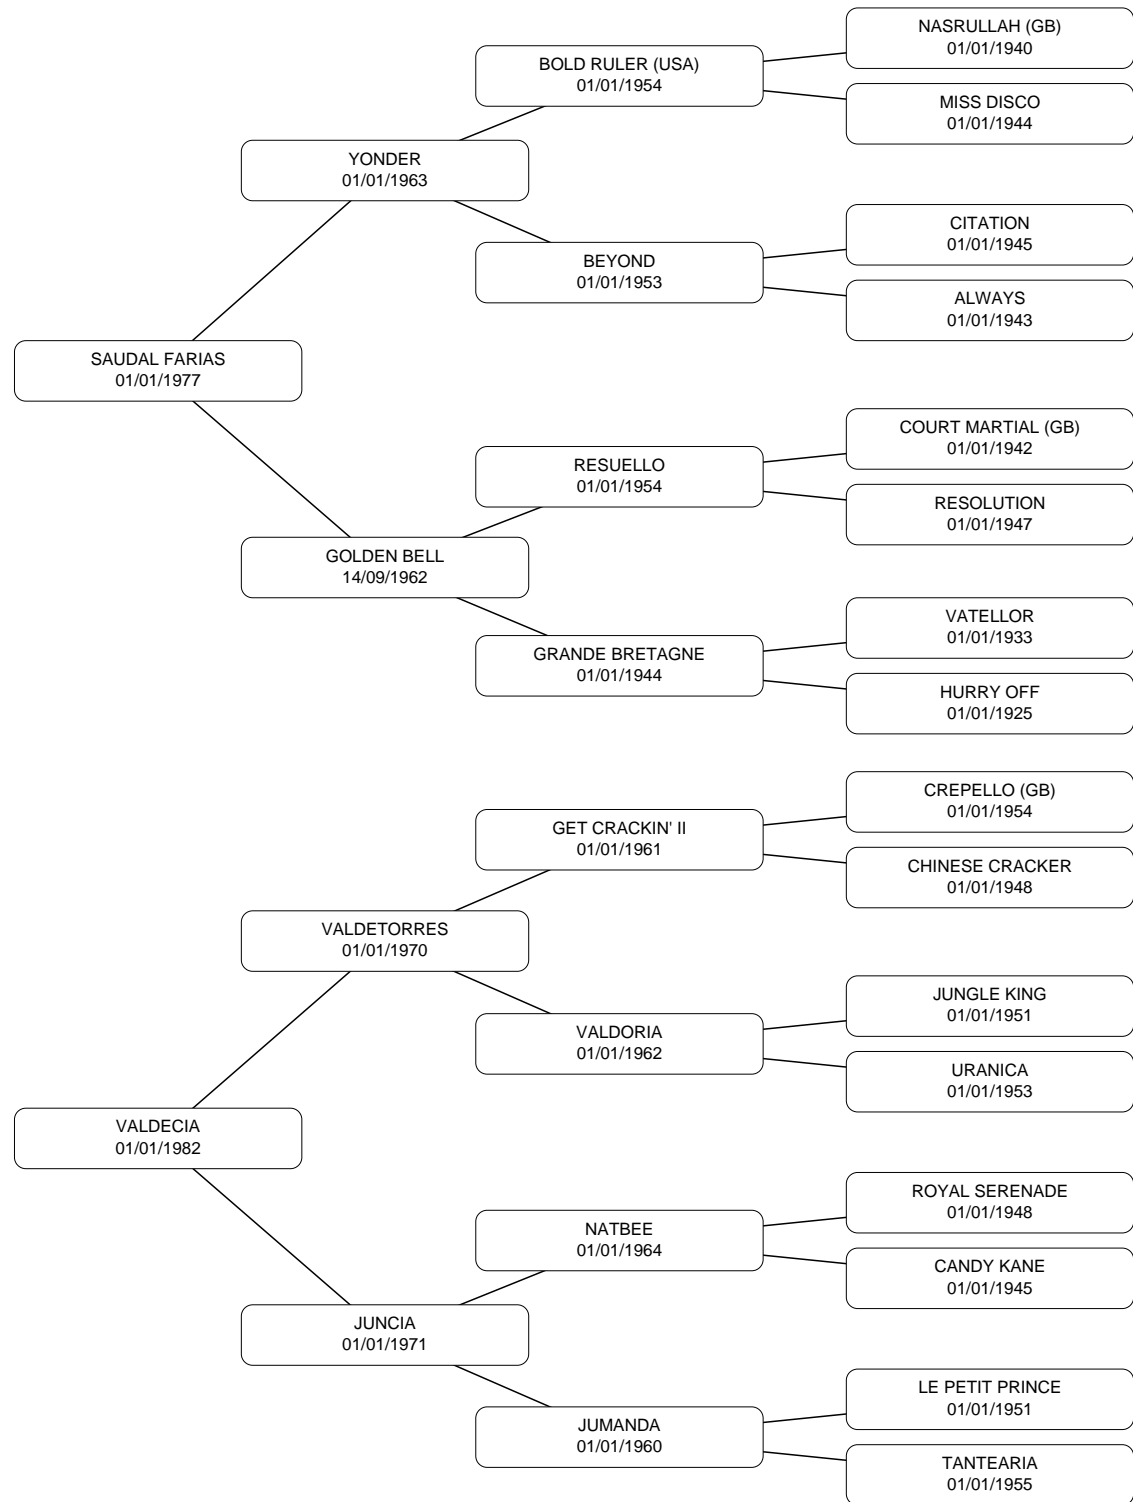 NASRULLAH (GB)
01/01/1940
BOLD RULER (USA)
01/01/1954
MISS DISCO
01/01/1944
YONDER
01/01/1963
CITATION
01/01/1945
BEYOND
01/01/1953
ALWAYS
01/01/1943
SAUDAL FARIAS
01/01/1977
COURT MARTIAL (GB)
01/01/1942
RESUELLO
01/01/1954
RESOLUTION
01/01/1947
GOLDEN BELL
14/09/1962
VATELLOR
01/01/1933
GRANDE BRETAGNE
01/01/1944
HURRY OFF
01/01/1925
CREPELLO (GB)
01/01/1954
GET CRACKIN' II
01/01/1961
CHINESE CRACKER
01/01/1948
VALDETORRES
01/01/1970
JUNGLE KING
01/01/1951
VALDORIA
01/01/1962
URANICA
01/01/1953
VALDECIA
01/01/1982
ROYAL SERENADE
01/01/1948
NATBEE
01/01/1964
CANDY KANE
01/01/1945
JUNCIA
01/01/1971
LE PETIT PRINCE
01/01/1951
JUMANDA
01/01/1960
TANTEARIA
01/01/1955